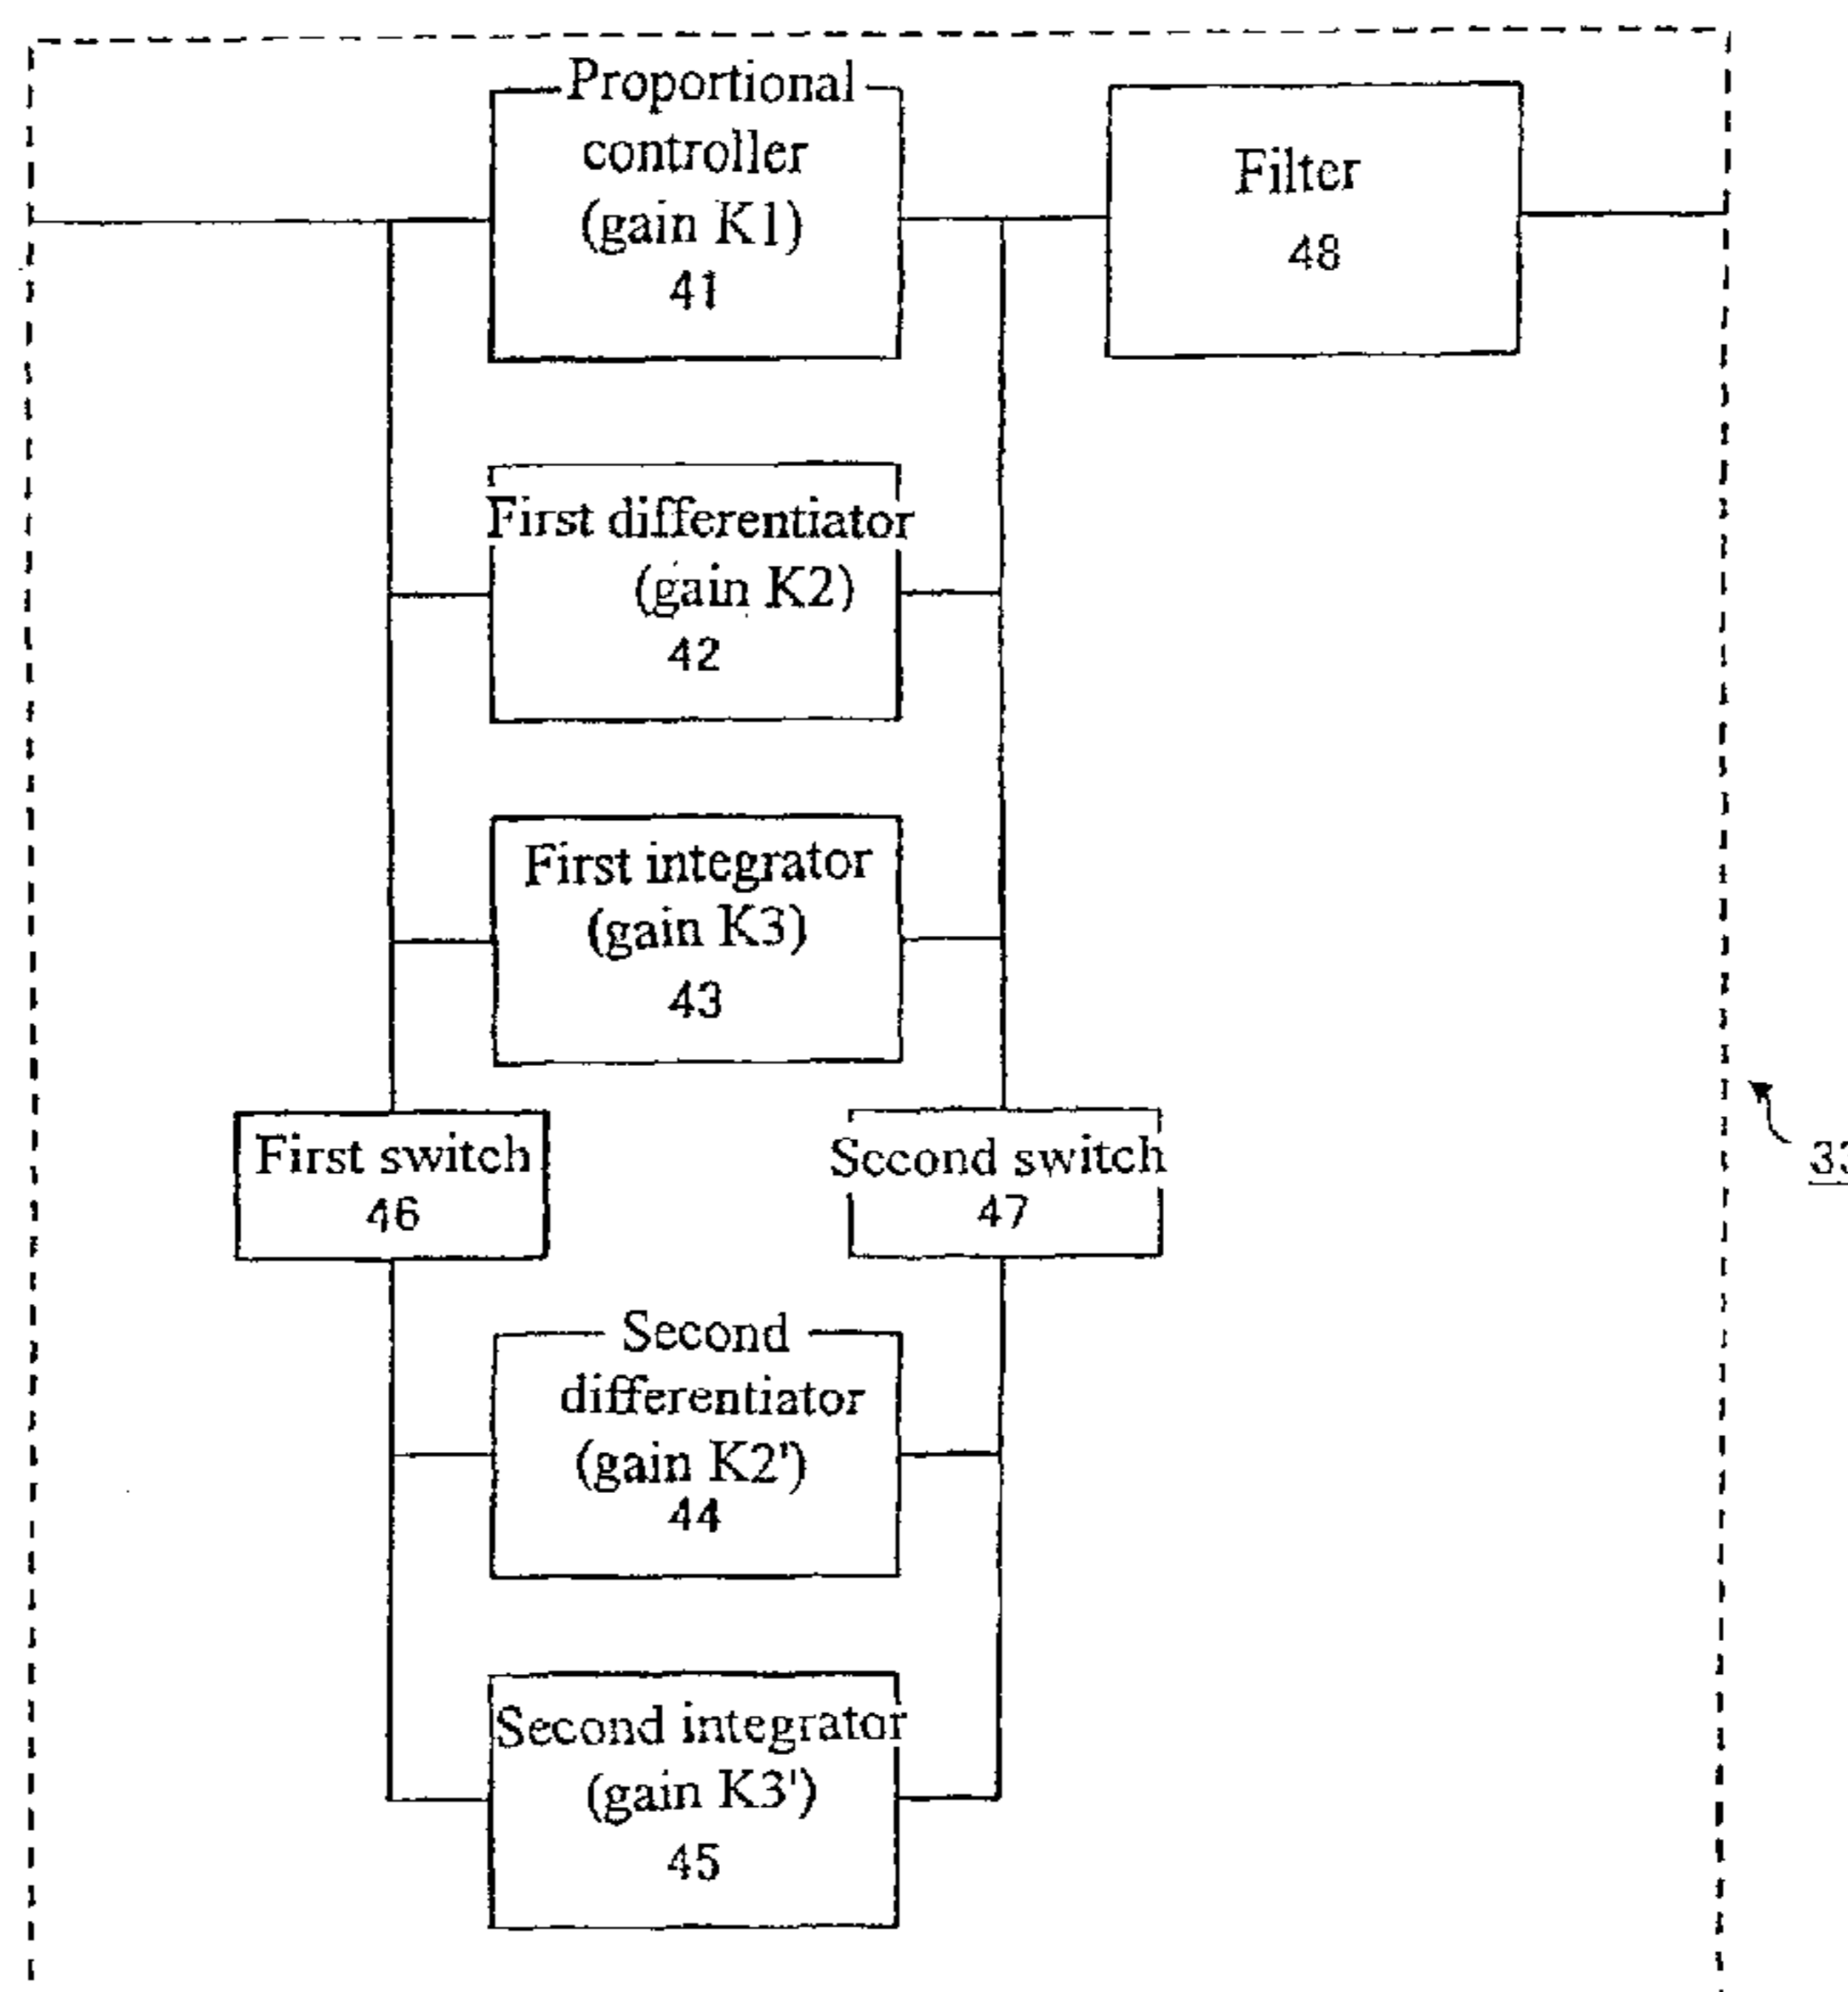 Proportional
controller
(gain K1)
41
Filter
48
First differentiator
(gain K2)
42
First integrator
(gain K3)
43
First switch
46
Second switch
47
33
Second
differentiator
(gain K2')
44
Second integrator
(gain K3')
45